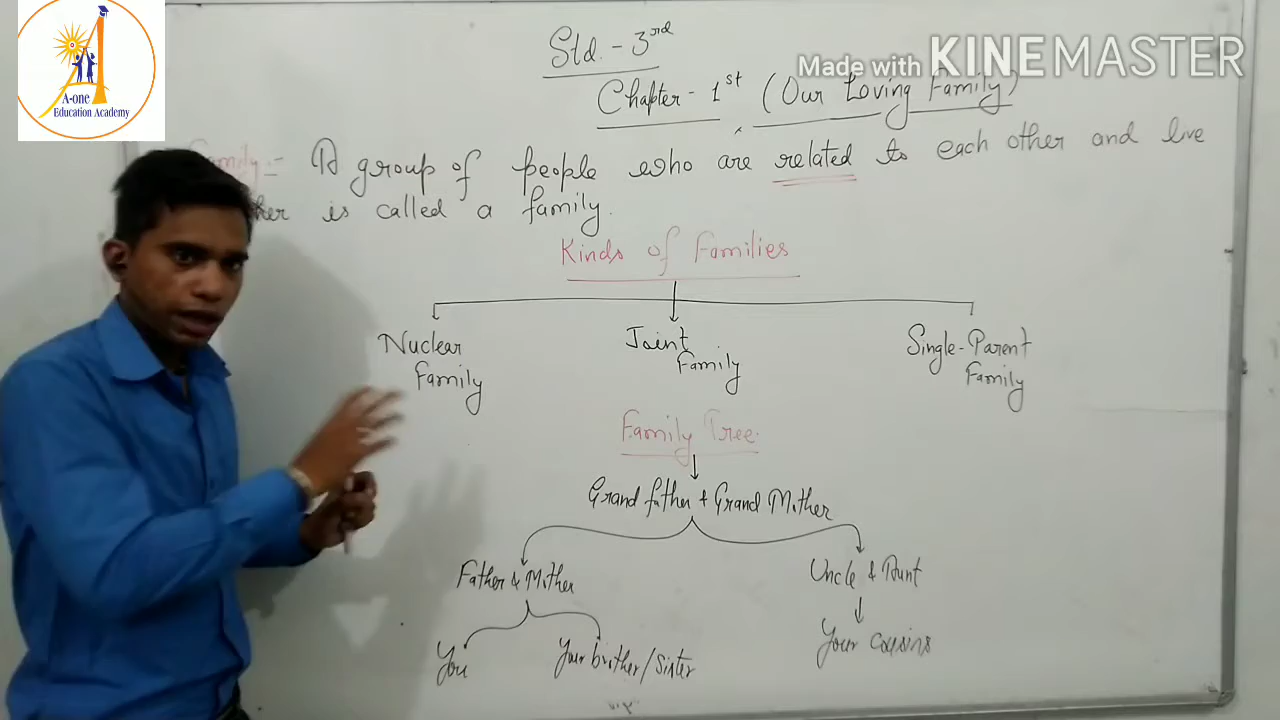 A-one
Education Academy
Made with KINEMASTER
Std. - 3rd
Chapter - 1st (Our Loving Family)
Family :- A group of people who are related to each other and live
is called a family.
Kinds of Families
Nuclear Family
Joint Family
Single-Parent Family
Family Tree
Grand father + Grand Mother
Father & Mother
Uncle & Aunt
You
Your brother/Sister
Your cousins